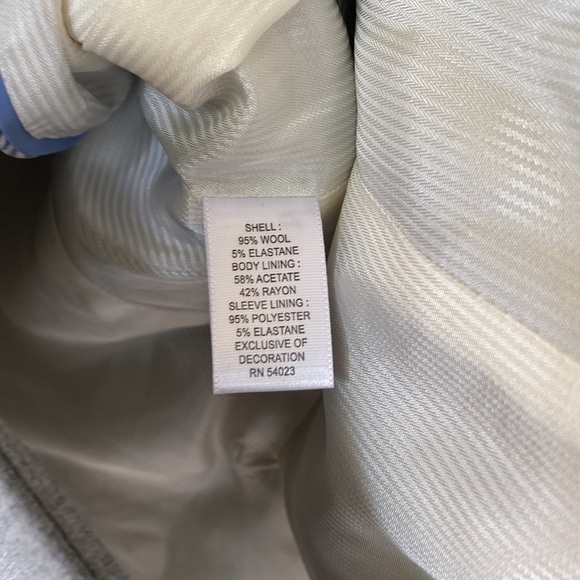 SHELL :
95% WOOL
5% ELASTANE
BODY LINING :
58% ACETATE
42% RAYON
SLEEVE LINING :
95% POLYESTER
5% ELASTANE
EXCLUSIVE OF
DECORATION
RN 54023